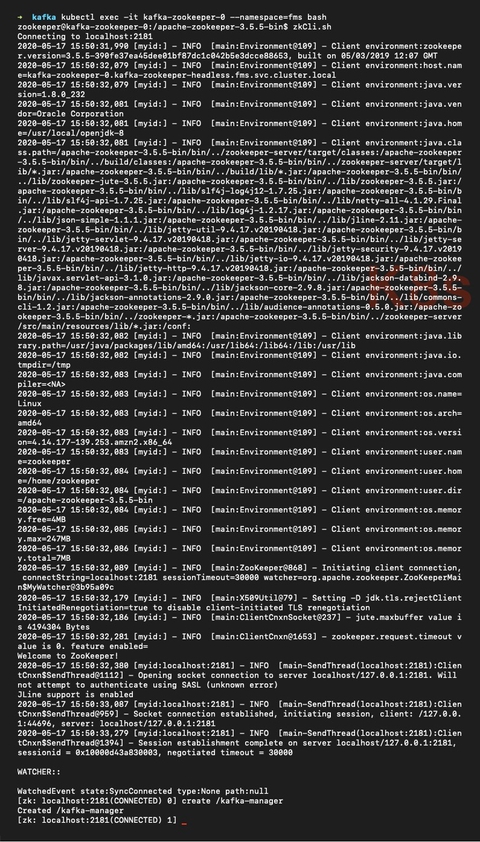 → kafka kubectl exec -it kafka-zookeeper-0 --namespace=fms bash
zookeeper@kafka-zookeeper-0:/apache-zookeeper-3.5.5-bin$ zkCli.sh
Connecting to localhost:2181
2020-05-17 15:50:31,990 [myid:] - INFO  [main:Environment@109] - Client environment:zookeepe
r.version=3.5.5-390fe37ea45dee01bf87dc1c042b5e3dcce88653, built on 05/03/2019 12:07 GMT
2020-05-17 15:50:32,079 [myid:] - INFO  [main:Environment@109] - Client environment:host.nam
e=kafka-zookeeper-0.kafka-zookeeper-headless.fms.svc.cluster.local
2020-05-17 15:50:32,079 [myid:] - INFO  [main:Environment@109] - Client environment:java.ver
sion=1.8.0_232
2020-05-17 15:50:32,081 [myid:] - INFO  [main:Environment@109] - Client environment:java.ven
dor=Oracle Corporation
2020-05-17 15:50:32,081 [myid:] - INFO  [main:Environment@109] - Client environment:java.hom
e=/usr/local/openjdk-8
2020-05-17 15:50:32,081 [myid:] - INFO  [main:Environment@109] - Client environment:java.cla
ss.path=/apache-zookeeper-3.5.5-bin/bin/../zookeeper-server/target/classes:/apache-zookeeper
-3.5.5-bin/bin/../build/classes:/apache-zookeeper-3.5.5-bin/bin/../zookeeper-server/target/l
ib/*.jar:/apache-zookeeper-3.5.5-bin/bin/../build/lib/*.jar:/apache-zookeeper-3.5.5-bin/bin/
../lib/zookeeper-jute-3.5.5.jar:/apache-zookeeper-3.5.5-bin/bin/../lib/zookeeper-3.5.5.jar:/
apache-zookeeper-3.5.5-bin/bin/../lib/slf4j-log4j12-1.7.25.jar:/apache-zookeeper-3.5.5-bin/b
in/../lib/slf4j-api-1.7.25.jar:/apache-zookeeper-3.5.5-bin/bin/../lib/netty-all-4.1.29.Final
.jar:/apache-zookeeper-3.5.5-bin/bin/../lib/log4j-1.2.17.jar:/apache-zookeeper-3.5.5-bin/bin
/../lib/json-simple-1.1.1.jar:/apache-zookeeper-3.5.5-bin/bin/../lib/jline-2.11.jar:/apache-
zookeeper-3.5.5-bin/bin/../lib/jetty-util-9.4.17.v20190418.jar:/apache-zookeeper-3.5.5-bin/b
in/../lib/jetty-servlet-9.4.17.v20190418.jar:/apache-zookeeper-3.5.5-bin/bin/../lib/jetty-se
rver-9.4.17.v20190418.jar:/apache-zookeeper-3.5.5-bin/bin/../lib/jetty-security-9.4.17.v2019
0418.jar:/apache-zookeeper-3.5.5-bin/bin/../lib/jetty-io-9.4.17.v20190418.jar:/apache-zookee
per-3.5.5-bin/bin/../lib/jetty-http-9.4.17.v20190418.jar:/apache-zookeeper-3.5.5-bin/bin/../
lib/javax.servlet-api-3.1.0.jar:/apache-zookeeper-3.5.5-bin/bin/../lib/jackson-databind-2.9.
8.jar:/apache-zookeeper-3.5.5-bin/bin/../lib/jackson-core-2.9.8.jar:/apache-zookeeper-3.5.5-
bin/bin/../lib/jackson-annotations-2.9.0.jar:/apache-zookeeper-3.5.5-bin/bin/../lib/commons-
cli-1.2.jar:/apache-zookeeper-3.5.5-bin/bin/../lib/audience-annotations-0.5.0.jar:/apache-zo
okeeper-3.5.5-bin/bin/../zookeeper-*.jar:/apache-zookeeper-3.5.5-bin/bin/../zookeeper-server
/src/main/resources/lib/*.jar:/conf:
2020-05-17 15:50:32,082 [myid:] - INFO  [main:Environment@109] - Client environment:java.lib
rary.path=/usr/java/packages/lib/amd64:/usr/lib64:/lib64:/lib:/usr/lib
2020-05-17 15:50:32,082 [myid:] - INFO  [main:Environment@109] - Client environment:java.io.
tmpdir=/tmp
2020-05-17 15:50:32,083 [myid:] - INFO  [main:Environment@109] - Client environment:java.com
piler=<NA>
2020-05-17 15:50:32,083 [myid:] - INFO  [main:Environment@109] - Client environment:os.name=
Linux
2020-05-17 15:50:32,083 [myid:] - INFO  [main:Environment@109] - Client environment:os.arch=
amd64
2020-05-17 15:50:32,083 [myid:] - INFO  [main:Environment@109] - Client environment:os.versi
on=4.14.177-139.253.amzn2.x86_64
2020-05-17 15:50:32,083 [myid:] - INFO  [main:Environment@109] - Client environment:user.nam
e=zookeeper
2020-05-17 15:50:32,084 [myid:] - INFO  [main:Environment@109] - Client environment:user.hom
e=/home/zookeeper
2020-05-17 15:50:32,084 [myid:] - INFO  [main:Environment@109] - Client environment:user.dir
=/apache-zookeeper-3.5.5-bin
2020-05-17 15:50:32,084 [myid:] - INFO  [main:Environment@109] - Client environment:os.memor
y.free=4MB
2020-05-17 15:50:32,085 [myid:] - INFO  [main:Environment@109] - Client environment:os.memor
y.max=247MB
2020-05-17 15:50:32,086 [myid:] - INFO  [main:Environment@109] - Client environment:os.memor
y.total=7MB
2020-05-17 15:50:32,089 [myid:] - INFO  [main:ZooKeeper@868] - Initiating client connection,
 connectString=localhost:2181 sessionTimeout=30000 watcher=org.apache.zookeeper.ZooKeeperMai
n$MyWatcher@3b95a09c
2020-05-17 15:50:32,179 [myid:] - INFO  [main:X509Util@79] - Setting -D jdk.tls.rejectClient
InitiatedRenegotiation=true to disable client-initiated TLS renegotiation
2020-05-17 15:50:32,186 [myid:] - INFO  [main:ClientCnxnSocket@237] - jute.maxbuffer value i
s 4194304 Bytes
2020-05-17 15:50:32,281 [myid:] - INFO  [main:ClientCnxn@1653] - zookeeper.request.timeout v
alue is 0. feature enabled=
Welcome to ZooKeeper!
2020-05-17 15:50:32,380 [myid:localhost:2181] - INFO  [main-SendThread(localhost:2181):Clien
tCnxn$SendThread@1112] - Opening socket connection to server localhost/127.0.0.1:2181. Will
not attempt to authenticate using SASL (unknown error)
JLine support is enabled
2020-05-17 15:50:33,087 [myid:localhost:2181] - INFO  [main-SendThread(localhost:2181):Clien
tCnxn$SendThread@959] - Socket connection established, initiating session, client: /127.0.0.
1:44696, server: localhost/127.0.0.1:2181
2020-05-17 15:50:33,279 [myid:localhost:2181] - INFO  [main-SendThread(localhost:2181):Clien
tCnxn$SendThread@1394] - Session establishment complete on server localhost/127.0.0.1:2181,
sessionid = 0x10000d43a830003, negotiated timeout = 30000
WATCHER::
WatchedEvent state:SyncConnected type:None path:null
[zk: localhost:2181(CONNECTED) 0] create /kafka-manager
Created /kafka-manager
[zk: localhost:2181(CONNECTED) 1] _